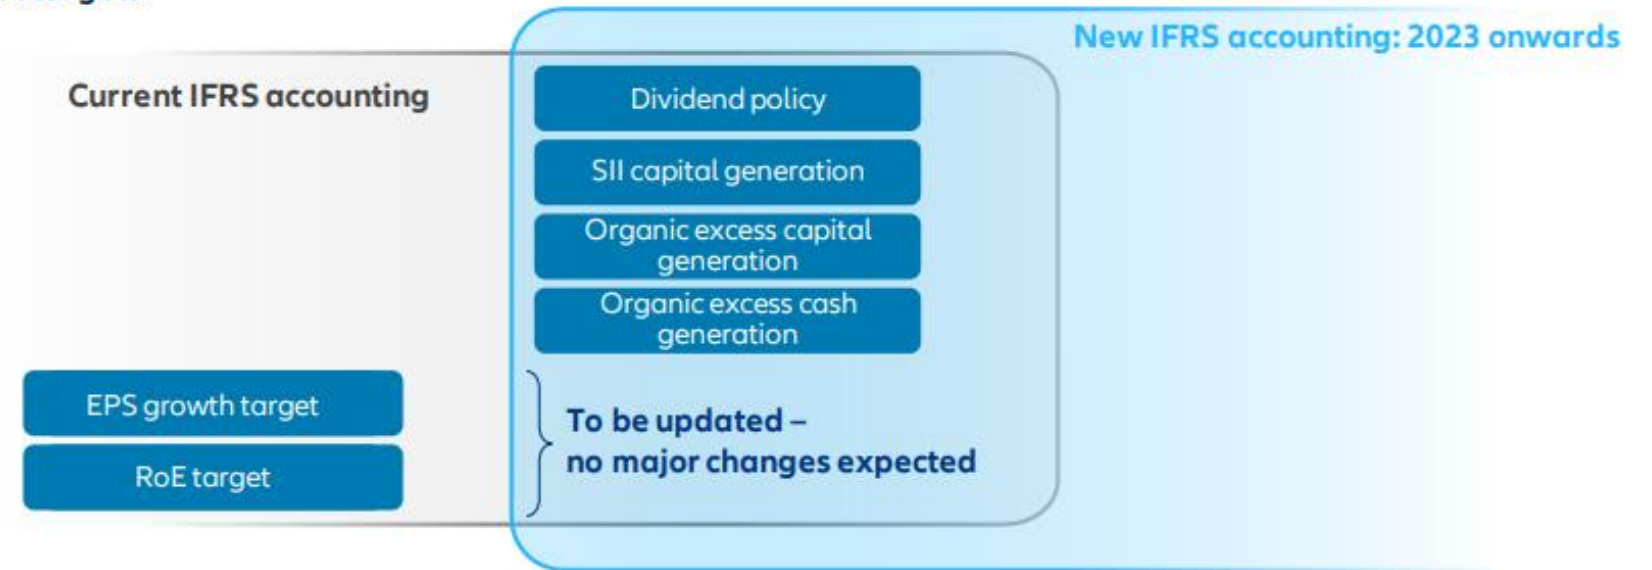 New IFRS accounting: 2023 onwards
Current IFRS accounting
Dividend policy
SII capital generation
Organic excess capital
generation
Organic excess cash
generation
EPS growth target
RoE target
To be updated –
no major changes expected